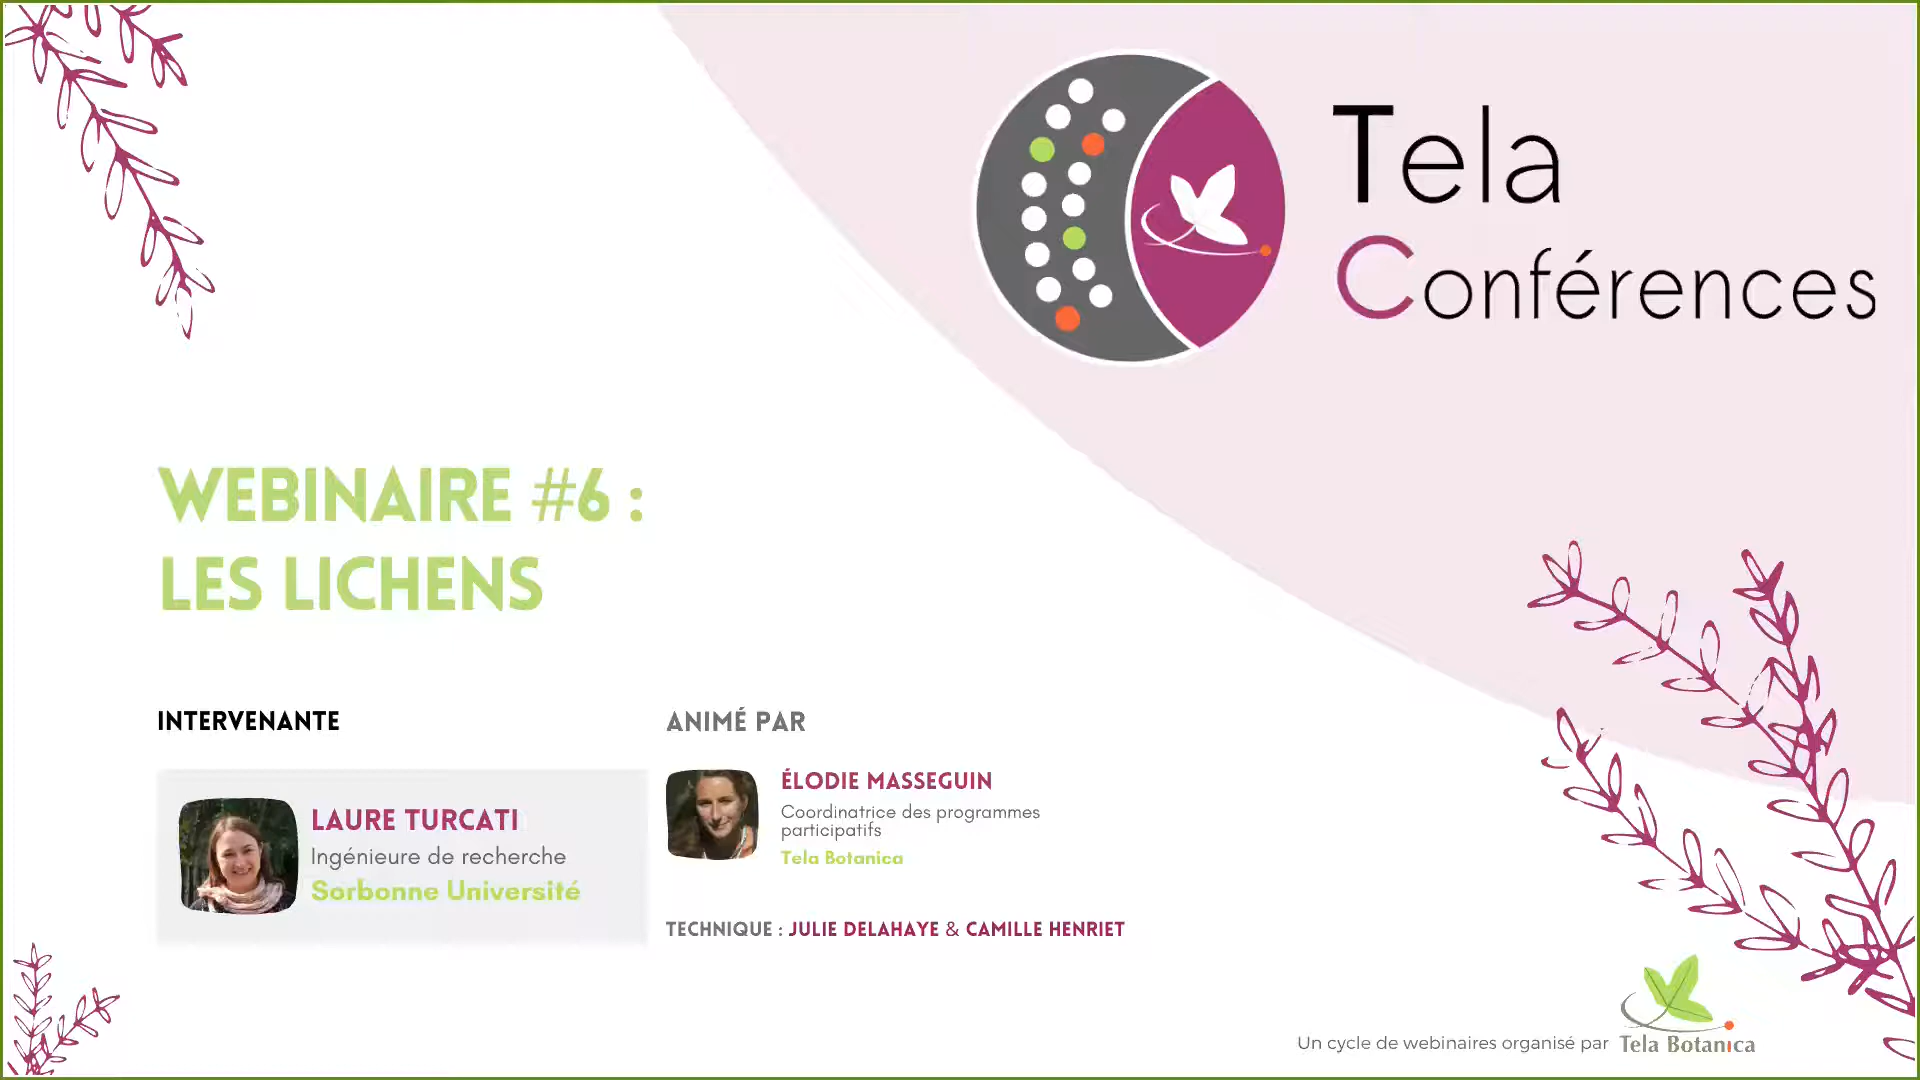 Tela
Conférences
WEBINAIRE #6 :
LES LICHENS
INTERVENANTE
LAURE TURCATI
Ingénieure de recherche
Sorbonne Université
ANIMÉ PAR
ÉLODIE MASSEGUIN
Coordinatrice des programmes
participatifs
Tela Botanica
TECHNIQUE : JULIE DELAHAYE & CAMILLE HENRIET
Un cycle de webinaires organisé par Tela Botanica